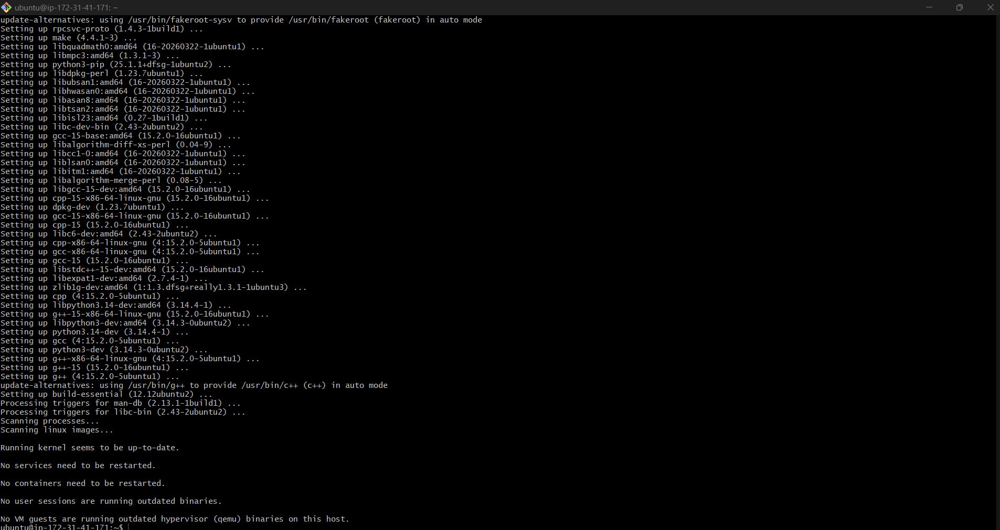 ubuntu@ip-172-31-41-171: ~
update-alternatives: using /usr/bin/fakeroot-sysv to provide /usr/bin/fakeroot (fakeroot) in auto mode
Setting up rpcsvc-proto (1.4.3-1build1) ...
Setting up make (4.4.1-3) ...
Setting up libquadmath0:amd64 (16-20260322-1ubuntu1) ...
Setting up libmpc3:amd64 (1.3.1-3) ...
Setting up python3-pip (25.1.1+dfsg-1ubuntu2) ...
Setting up libdpkg-perl (1.23.7ubuntu1) ...
Setting up libubsan1:amd64 (16-20260322-1ubuntu1) ...
Setting up libhwasan0:amd64 (16-20260322-1ubuntu1) ...
Setting up libasan8:amd64 (16-20260322-1ubuntu1) ...
Setting up libtsan2:amd64 (16-20260322-1ubuntu1) ...
Setting up libisl23:amd64 (0.27-1build1) ...
Setting up libc-dev-bin (2.43-2ubuntu2) ...
Setting up gcc-15-base:amd64 (15.2.0-16ubuntu1) ...
Setting up libalgorithm-diff-xs-perl (0.04-9) ...
Setting up libcc1-0:amd64 (16-20260322-1ubuntu1) ...
Setting up liblsan0:amd64 (16-20260322-1ubuntu1) ...
Setting up libitm1:amd64 (16-20260322-1ubuntu1) ...
Setting up libalgorithm-merge-perl (0.08-5) ...
Setting up libgcc-15-dev:amd64 (15.2.0-16ubuntu1) ...
Setting up cpp-15-x86-64-linux-gnu (15.2.0-16ubuntu1) ...
Setting up dpkg-dev (1.23.7ubuntu1) ...
Setting up gcc-15-x86-64-linux-gnu (15.2.0-16ubuntu1) ...
Setting up cpp-15 (15.2.0-16ubuntu1) ...
Setting up libc6-dev:amd64 (2.43-2ubuntu2) ...
Setting up cpp-x86-64-linux-gnu (4:15.2.0-5ubuntu1) ...
Setting up gcc-x86-64-linux-gnu (4:15.2.0-5ubuntu1) ...
Setting up gcc-15 (15.2.0-16ubuntu1) ...
Setting up libstdc++-15-dev:amd64 (15.2.0-16ubuntu1) ...
Setting up libexpat1-dev:amd64 (2.7.4-1) ...
Setting up zlib1g-dev:amd64 (1:1.3.dfsg+really1.3.1-1ubuntu3) ...
Setting up cpp (4:15.2.0-5ubuntu1) ...
Setting up libpython3.14-dev:amd64 (3.14.4-1) ...
Setting up g++-15-x86-64-linux-gnu (15.2.0-16ubuntu1) ...
Setting up libpython3-dev:amd64 (3.14.3-0ubuntu2) ...
Setting up python3.14-dev (3.14.4-1) ...
Setting up gcc (4:15.2.0-5ubuntu1) ...
Setting up python3-dev (3.14.3-0ubuntu2) ...
Setting up g++-x86-64-linux-gnu (4:15.2.0-5ubuntu1) ...
Setting up g++-15 (15.2.0-16ubuntu1) ...
Setting up g++ (4:15.2.0-5ubuntu1) ...
update-alternatives: using /usr/bin/g++ to provide /usr/bin/c++ (c++) in auto mode
Setting up build-essential (12.12ubuntu2) ...
Processing triggers for man-db (2.13.1-1build1) ...
Processing triggers for libc-bin (2.43-2ubuntu2) ...
Scanning processes...
Scanning linux images...
Running kernel seems to be up-to-date.
No services need to be restarted.
No containers need to be restarted.
No user sessions are running outdated binaries.
No VM guests are running outdated hypervisor (qemu) binaries on this host.
ubuntu@ip-172-31-41-171:~$